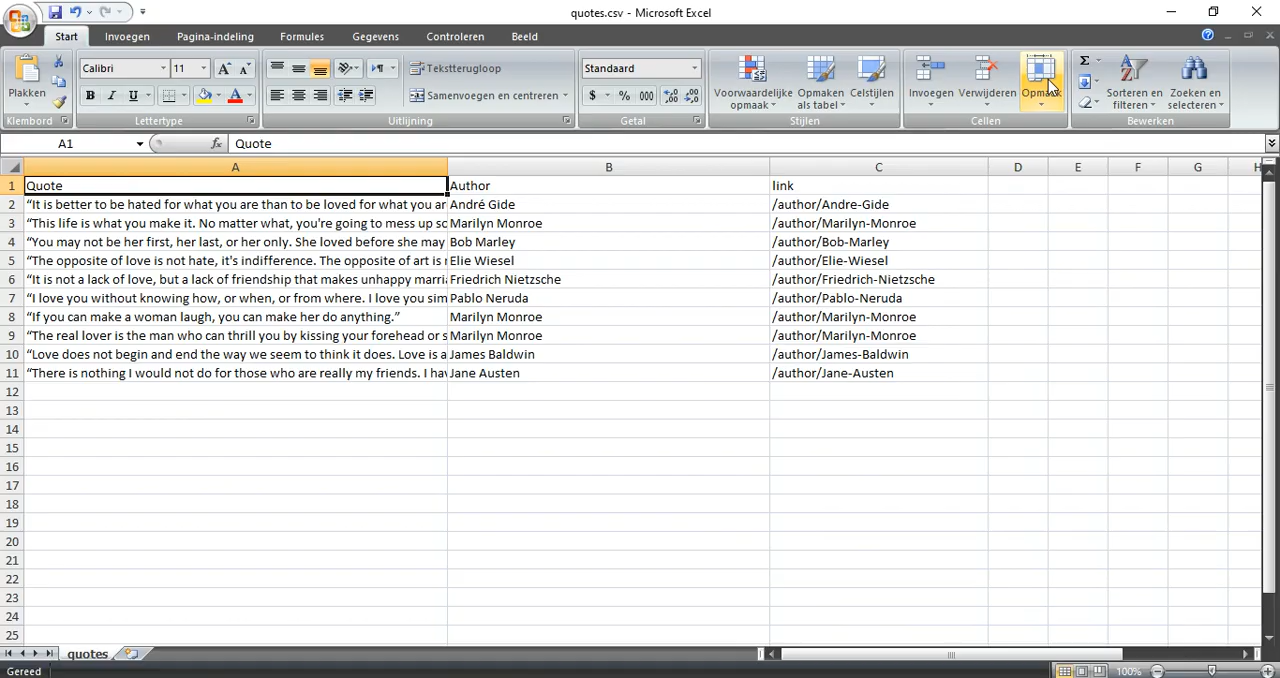 quotes.csv - Microsoft Excel
Start Invoegen Pagina-indeling Formules Gegevens Controleren Beeld
Plakken
Klembord
Calibri 11
B I U
Lettertype
Tekstterugloop
Samenvoegen en centreren
Uitlijning
Standaard
$ % 000
Getal
Voorwaardelijke opmaak
Opmaken als tabel
Celstijlen
Stijlen
Invoegen Verwijderen Opmaak
Cellen
Sorteren en filteren
Zoeken en selecteren
Bewerken
A1 fx Quote
A B C D E F G H
1 Quote Author link
2 “It is better to be hated for what you are than to be loved for what you ar André Gide /author/Andre-Gide
3 “This life is what you make it. No matter what, you're going to mess up sc Marilyn Monroe /author/Marilyn-Monroe
4 “You may not be her first, her last, or her only. She loved before she may Bob Marley /author/Bob-Marley
5 “The opposite of love is not hate, it's indifference. The opposite of art is Elie Wiesel /author/Elie-Wiesel
6 “It is not a lack of love, but a lack of friendship that makes unhappy marri Friedrich Nietzsche /author/Friedrich-Nietzsche
7 “I love you without knowing how, or when, or from where. I love you sim Pablo Neruda /author/Pablo-Neruda
8 “If you can make a woman laugh, you can make her do anything.” Marilyn Monroe /author/Marilyn-Monroe
9 “The real lover is the man who can thrill you by kissing your forehead or s Marilyn Monroe /author/Marilyn-Monroe
10 “Love does not begin and end the way we seem to think it does. Love is a James Baldwin /author/James-Baldwin
11 “There is nothing I would not do for those who are really my friends. I hav Jane Austen /author/Jane-Austen
12
13
14
15
16
17
18
19
20
21
22
23
24
25
quotes
Gereed 100%